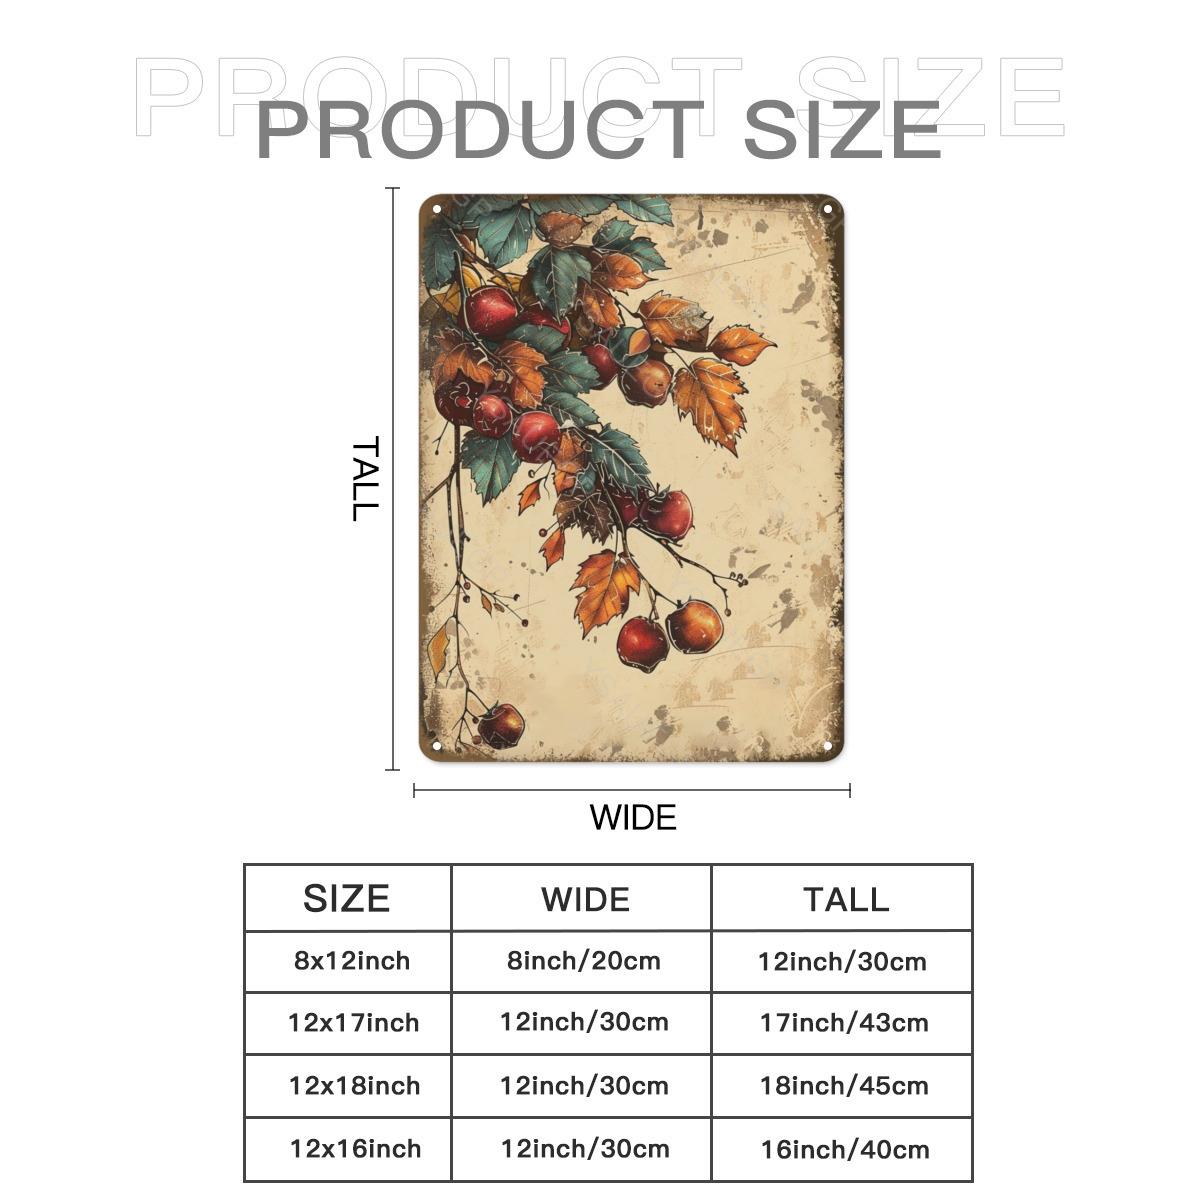 PRODUCT SIZE
PRODUCT SIZE
TALL
WIDE
SIZE WIDE TALL
8x12inch 8inch/20cm 12inch/30cm
12x17inch 12inch/30cm 17inch/43cm
12x18inch 12inch/30cm 18inch/45cm
12x16inch 12inch/30cm 16inch/40cm